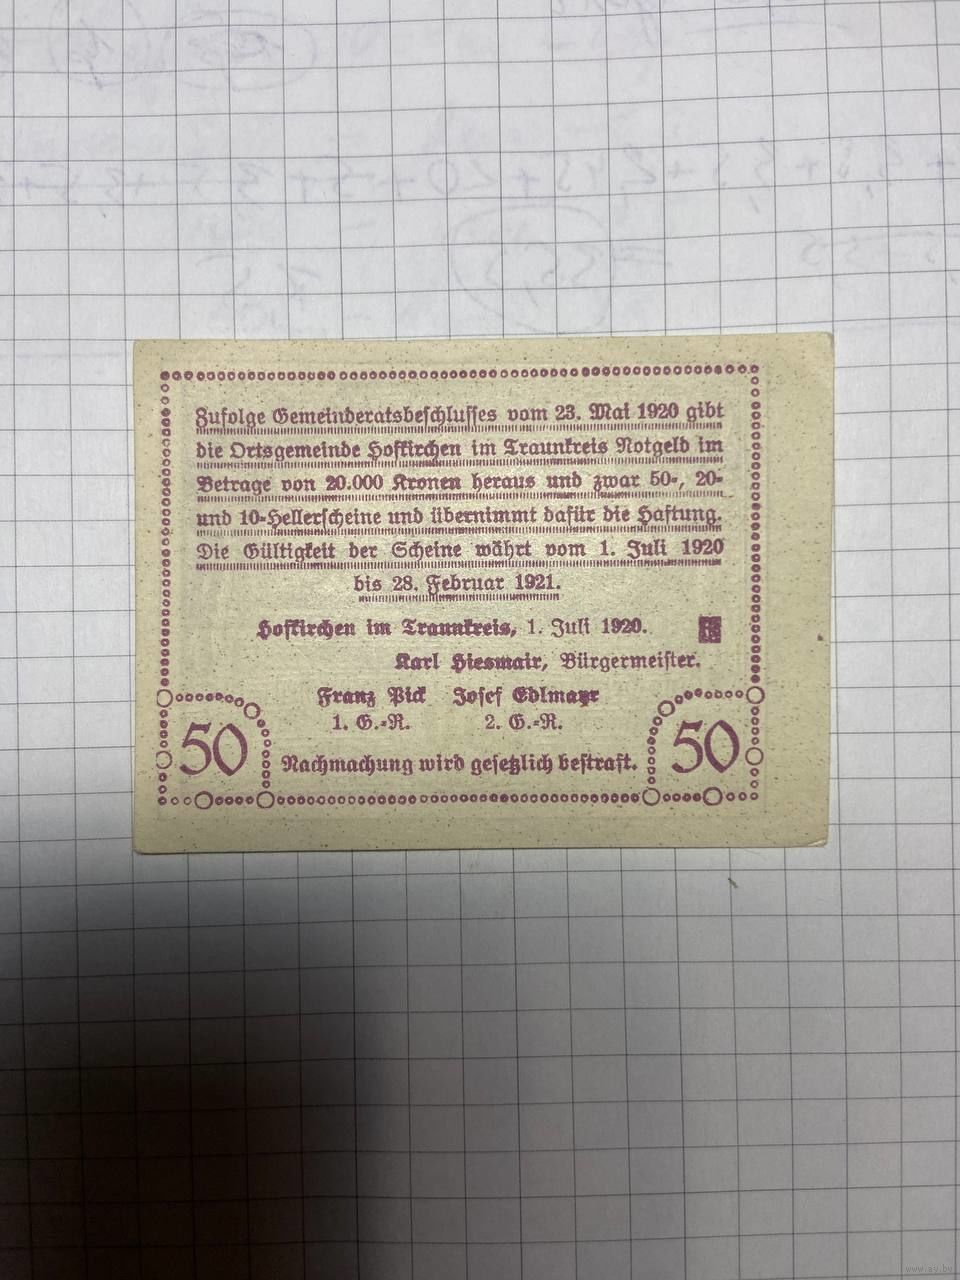 Zufolge Gemeinderatsbeschlusses vom 23. Mai 1920 gibt
die Ortsgemeinde Hofkirchen im Traunkreis Notgeld im
Betrage von 20.000 Kronen heraus und zwar 50-, 20-
und 10-Hellerscheine und übernimmt dafür die Haftung.
Die Gültigkeit der Scheine währt vom 1. Juli 1920
bis 28. Februar 1921.
Hofkirchen im Traunkreis, 1. Juli 1920.
Karl Hiesmair, Bürgermeister.
Franz Pick Josef Edlmayr
1. G.-R. 2. G.-R.
50 50
Nachmachung wird gesetzlich bestraft.
www.ay.by